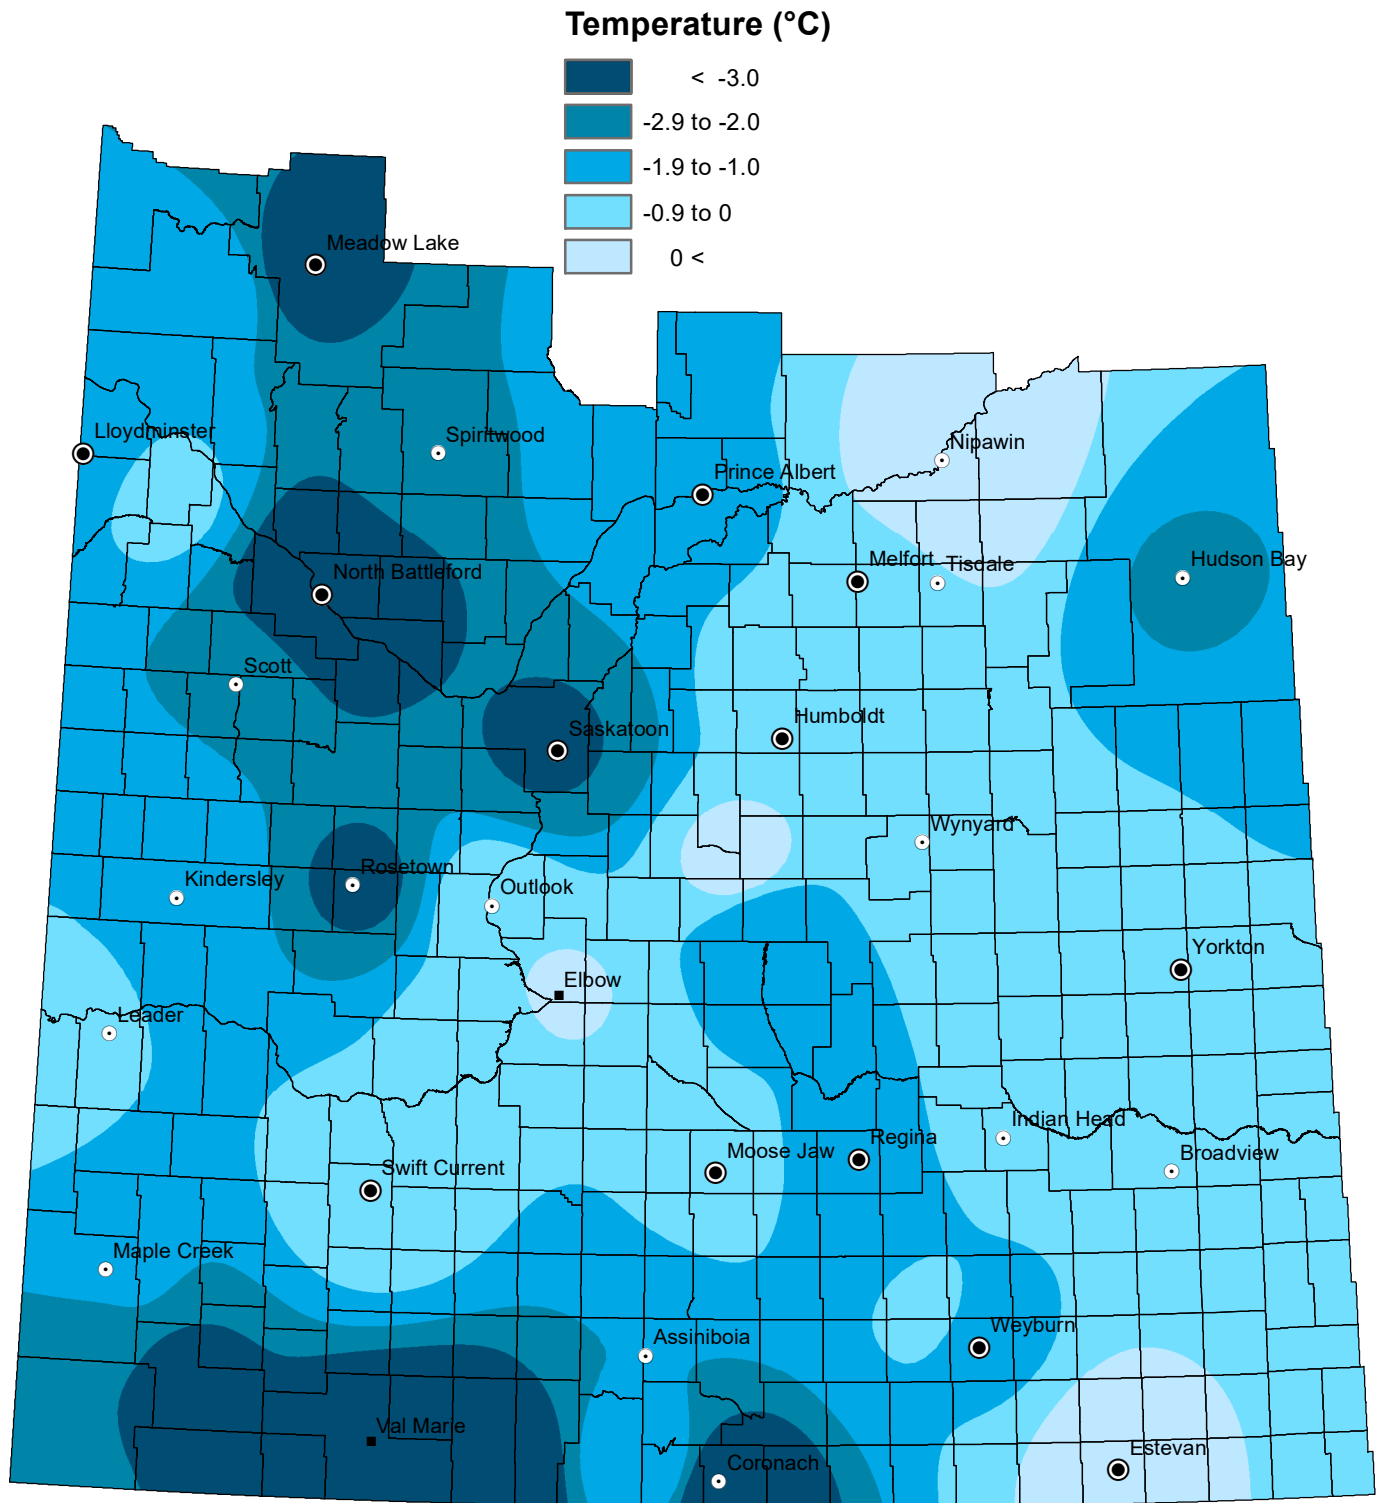 Temperature (°C)
< -3.0
-2.9 to -2.0
-1.9 to -1.0
-0.9 to 0
0 <
Meadow Lake
Lloydminster
Spiritwood
Nipawin
Prince Albert
Melfort
Tisdale
Hudson Bay
North Battleford
Scott
Saskatoon
Humboldt
Wynyard
Rosetown
Kindersley
Outlook
Yorkton
Elbow
Leader
Indian Head
Regina
Moose Jaw
Broadview
Swift Current
Maple Creek
Weyburn
Assiniboia
Val Marie
Estevan
Coronach